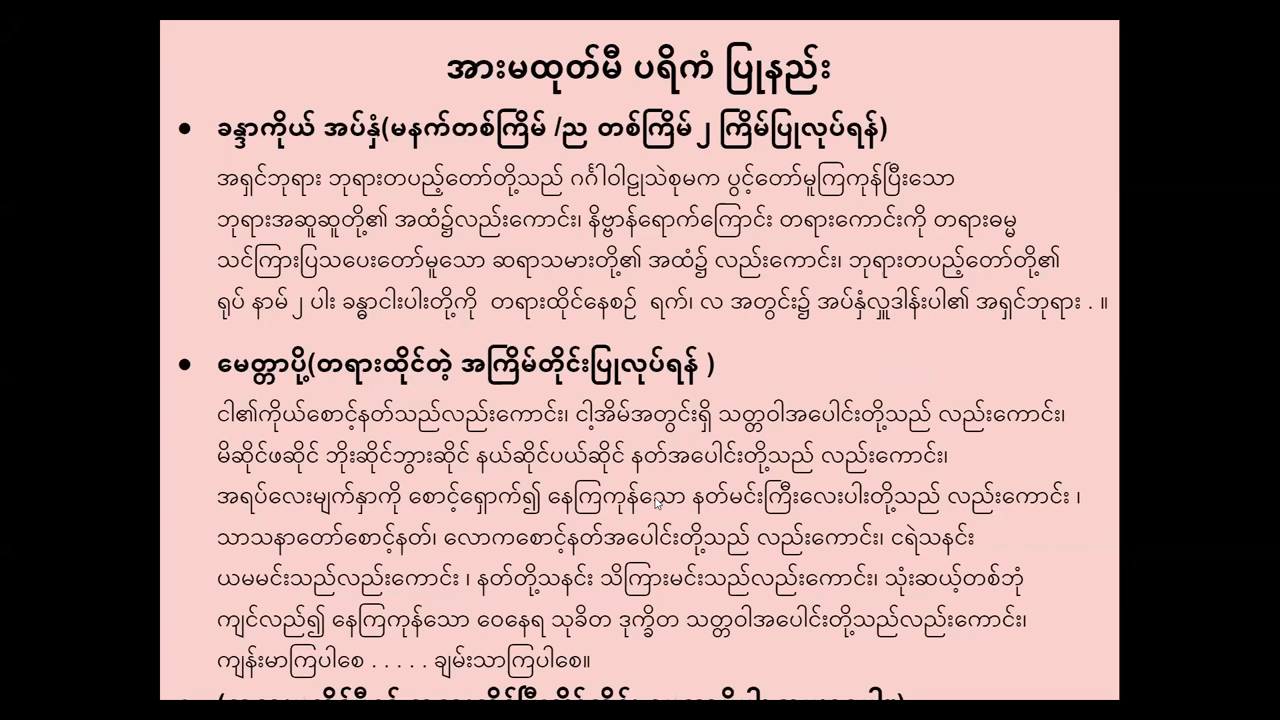 အားမထုတ်မီ ပရိကံ ပြုနည်း
● ခန္ဒာကိုယ် အပ်နှံ(မနက်တစ်ကြိမ် /ည တစ်ကြိမ်၂ ကြိမ်ပြုလုပ်ရန်)
အရှင်ဘုရား ဘုရားတပည့်တော်တို့သည် ဂင်္ဂါဝါဠုသဲစုမက ပွင့်တော်မူကြကုန်ပြီးသော
ဘုရားအဆူဆူတို့၏ အထံ၌လည်းကောင်း၊ နိဗ္ဗာန်ရောက်ကြောင်း တရားကောင်းကို တရားဓမ္မ
သင်ကြားပြသပေးတော်မူသော ဆရာသမားတို့၏ အထံ၌ လည်းကောင်း၊ ဘုရားတပည့်တော်တို့၏
ရုပ် နာမ်၂ ပါး ခန္ဓာငါးပါးတို့ကို တရားထိုင်နေစဉ် ရက်၊ လ အတွင်း၌ အပ်နှံလှူဒါန်းပါ၏ အရှင်ဘုရား . ။
● မေတ္တာပို့(တရားထိုင်တဲ့ အကြိမ်တိုင်းပြုလုပ်ရန် )
ငါ၏ကိုယ်စောင့်နတ်သည်လည်းကောင်း၊ ငါ့အိမ်အတွင်းရှိ သတ္တဝါအပေါင်းတို့သည် လည်းကောင်း၊
မိဆိုင်ဖဆိုင် ဘိုးဆိုင်ဘွားဆိုင် နယ်ဆိုင်ပယ်ဆိုင် နတ်အပေါင်းတို့သည် လည်းကောင်း၊
အရပ်လေးမျက်နှာကို စောင့်ရှောက်၍ နေကြကုန်သော နတ်မင်းကြီးလေးပါးတို့သည် လည်းကောင်း ၊
သာသနာတော်စောင့်နတ်၊ လောကစောင့်နတ်အပေါင်းတို့သည် လည်းကောင်း၊ ငရဲသနင်း
ယမမင်းသည်လည်းကောင်း ၊ နတ်တို့သနင်း သိကြားမင်းသည်လည်းကောင်း၊ သုံးဆယ့်တစ်ဘုံ
ကျင်လည်၍ နေကြကုန်သော ဝေနေရ သုခိတ ဒုက္ခိတ သတ္တဝါအပေါင်းတို့သည်လည်းကောင်း၊
ကျန်းမာကြပါစေ . . . . . ချမ်းသာကြပါစေ။